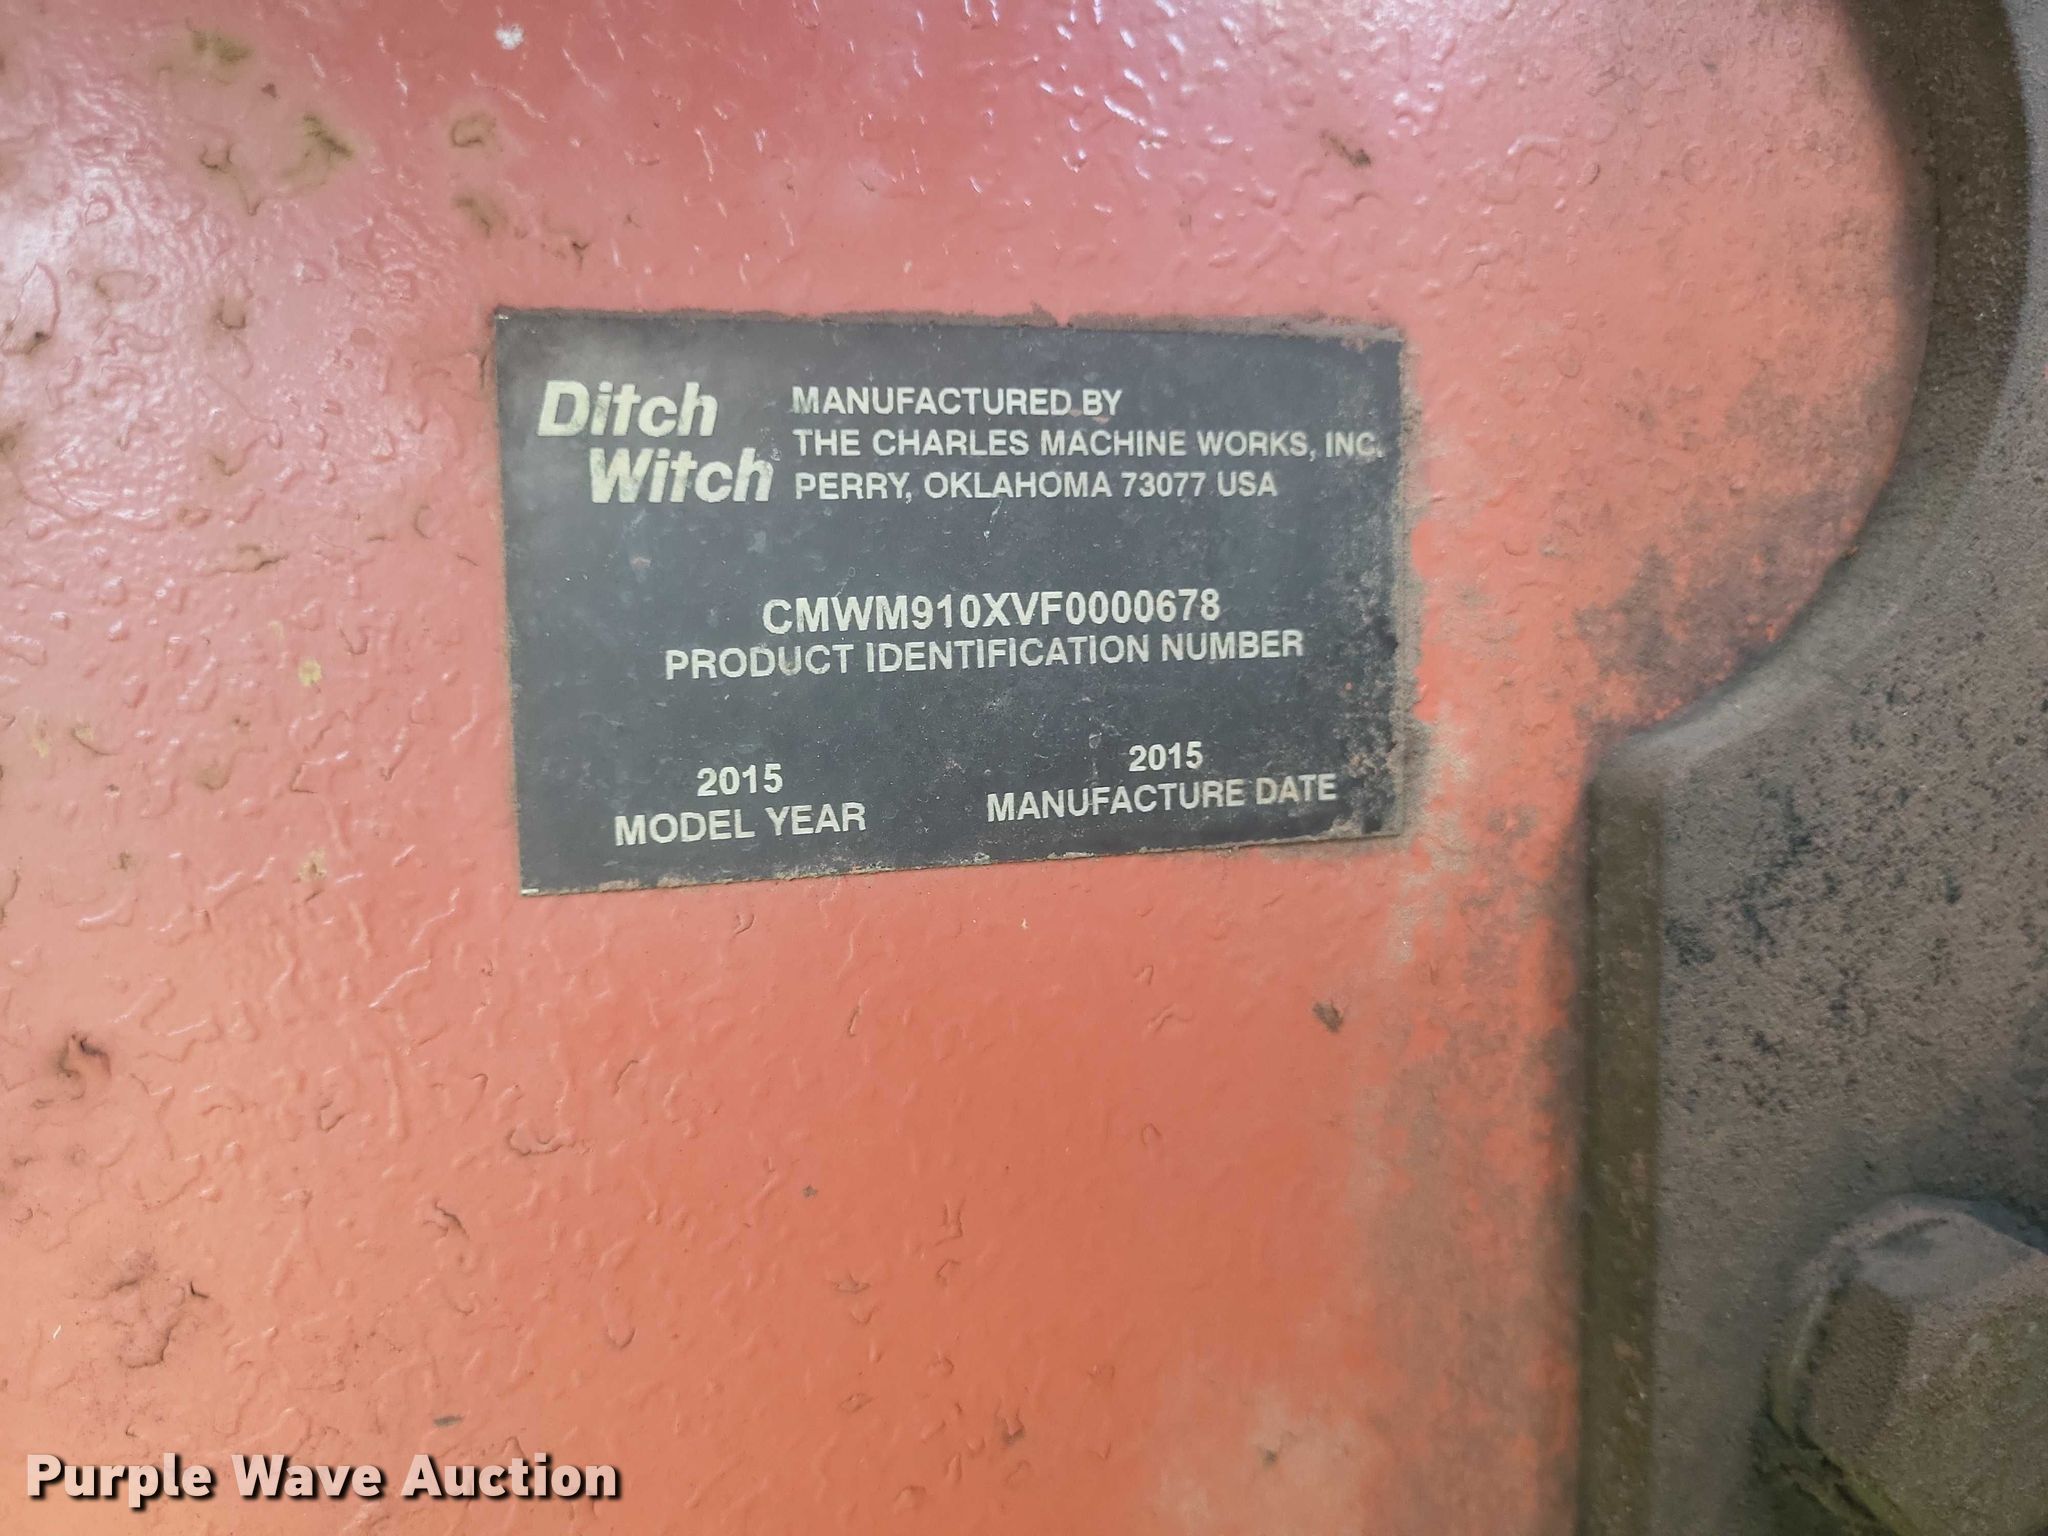 Ditch
Witch
MANUFACTURED BY
THE CHARLES MACHINE WORKS, INC.
PERRY, OKLAHOMA 73077 USA
CMWM910XVF0000678
PRODUCT IDENTIFICATION NUMBER
2015
MODEL YEAR
2015
MANUFACTURE DATE
Purple Wave Auction